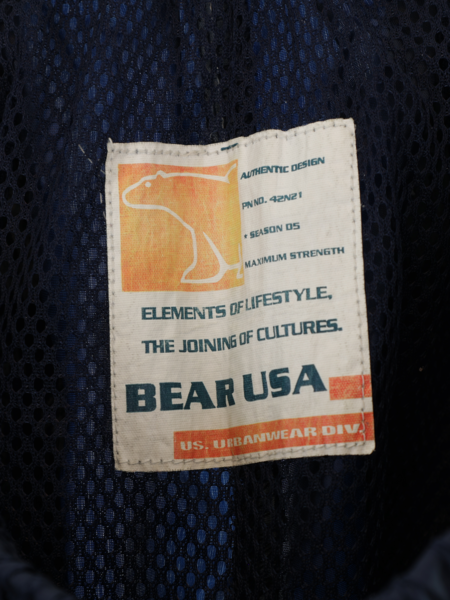 AUTHENTIC DESIGN
PN NO. 42N21
* SEASON 05
MAXIMUM STRENGTH
ELEMENTS OF LIFESTYLE,
THE JOINING OF CULTURES.
BEAR USA
US. URBANWEAR DIV.